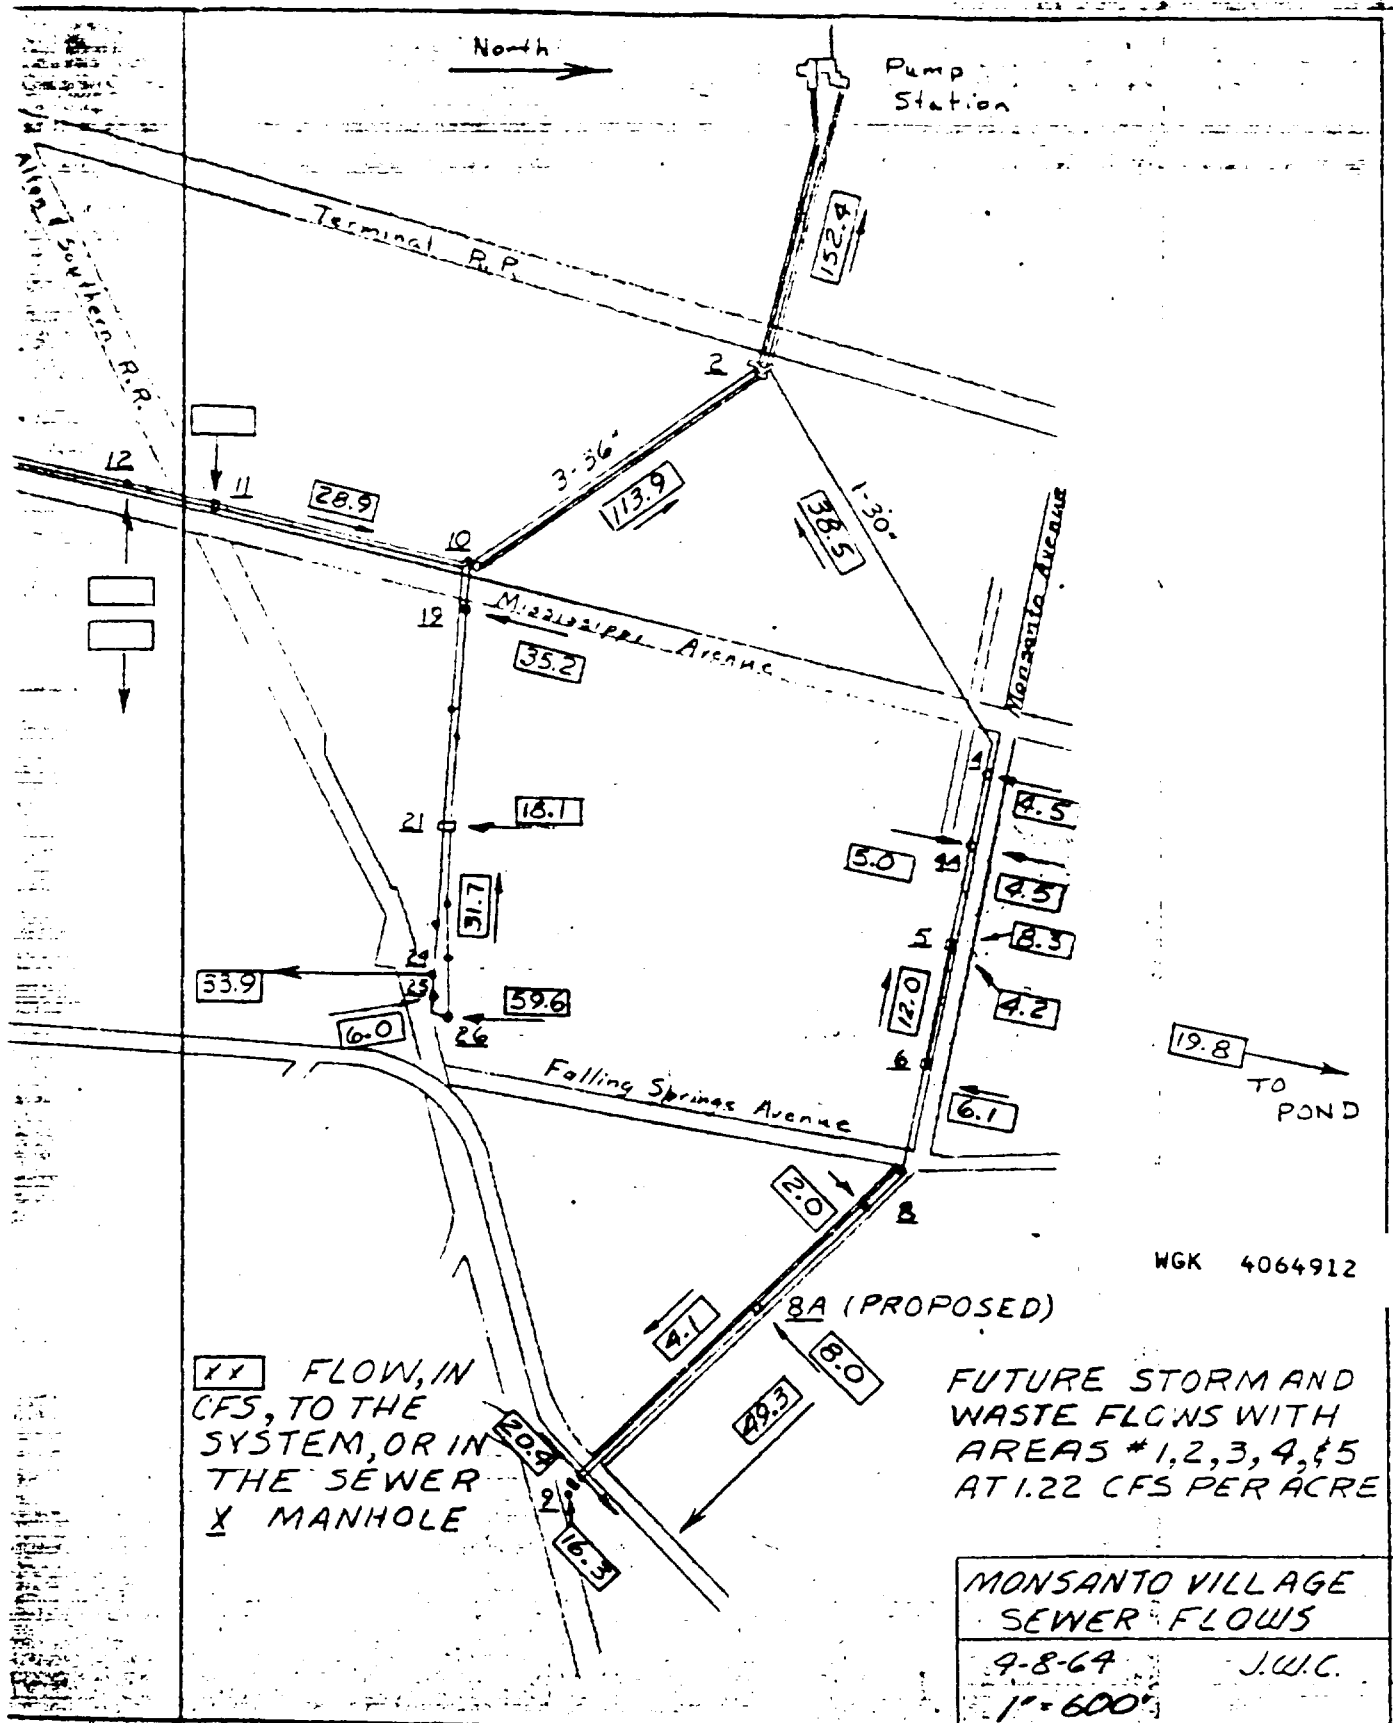 North
Pump
Station
Alton & Southern R.R.
Terminal R.R.
152.4
2
3-36"
113.9
1-30"
38.5
Monsanto Avenue
12
11
28.9
10
19
Mississippi Avenue
35.2
21
18.1
31.7
4.5
5.0
4.5
5
8.3
4.2
12.0
6
6.1
24
33.9
25
6.0
59.6
26
Falling Springs Avenue
19.8
TO
POND
2.0
8
WGK 4064912
8A (PROPOSED)
4.1
8.0
49.3
20.4
9
16.3
XX FLOW, IN
CFS, TO THE
SYSTEM, OR IN
THE SEWER
X MANHOLE
FUTURE STORM AND
WASTE FLOWS WITH
AREAS #1,2,3,4,&5
AT 1.22 CFS PER ACRE
MONSANTO VILLAGE
SEWER FLOWS
4-8-64 J.W.C.
1"=600'